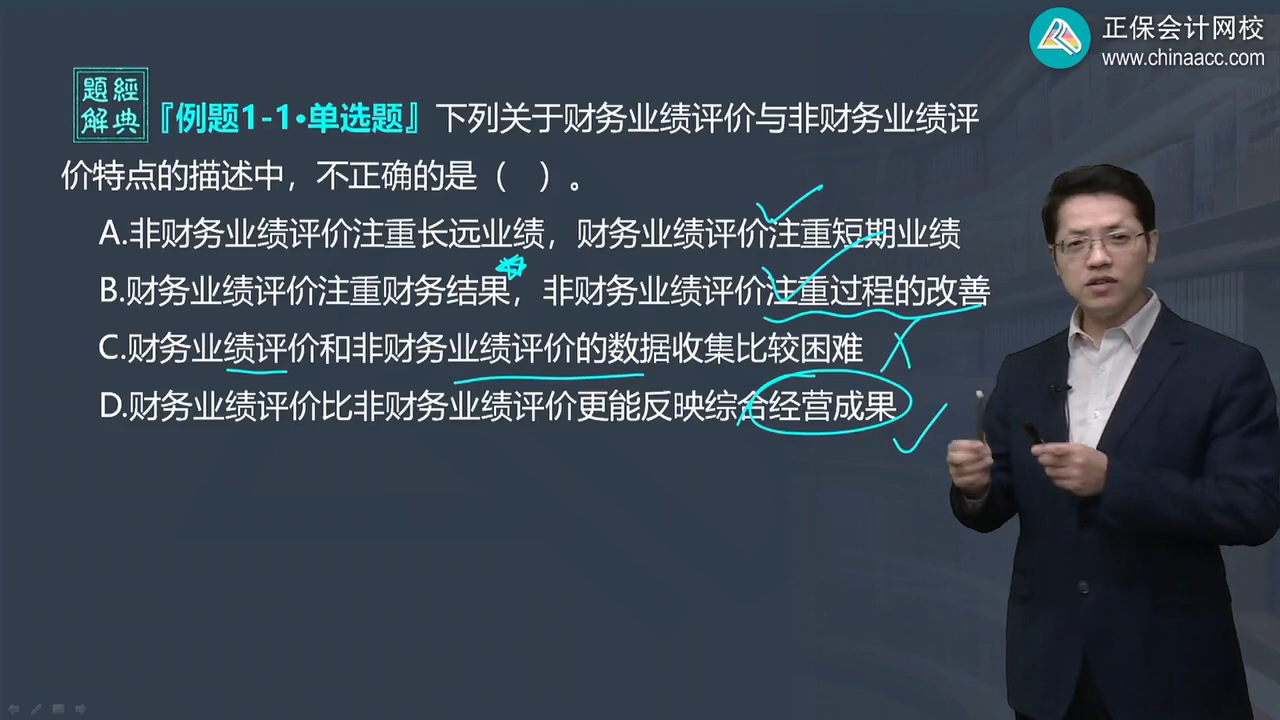 正保会计网校
www.chinaacc.com
經典題解
『例题1-1•单选题』下列关于财务业绩评价与非财务业绩评
价特点的描述中，不正确的是（ ）。
A.非财务业绩评价注重长远业绩，财务业绩评价注重短期业绩
B.财务业绩评价注重财务结果，非财务业绩评价注重过程的改善
C.财务业绩评价和非财务业绩评价的数据收集比较困难
D.财务业绩评价比非财务业绩评价更能反映综合经营成果